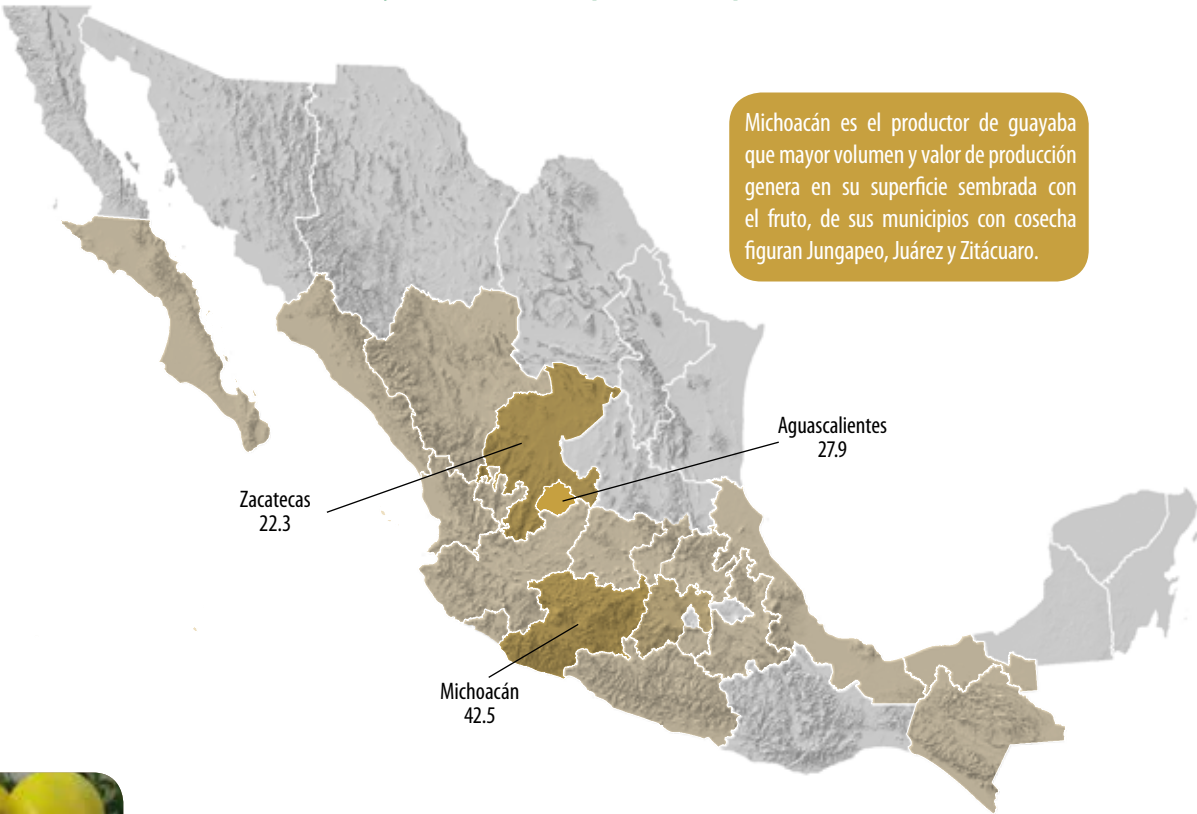 Michoacán es el productor de guayaba
que mayor volumen y valor de producción
genera en su superficie sembrada con
el fruto, de sus municipios con cosecha
figuran Jungapeo, Juárez y Zitácuaro.
Aguascalientes
27.9
Zacatecas
22.3
Michoacán
42.5